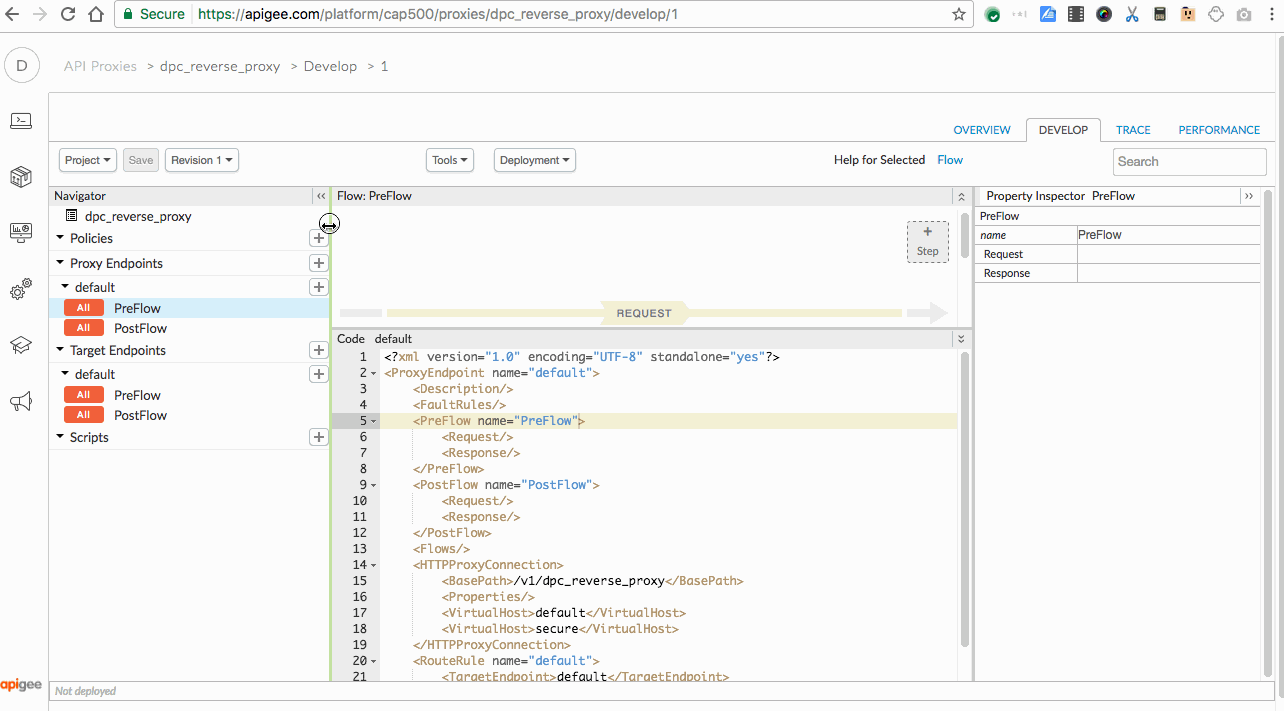 Secure https://apigee.com/platform/cap500/proxies/dpc_reverse_proxy/develop/1
D API Proxies > dpc_reverse_proxy > Develop > 1
OVERVIEW DEVELOP TRACE PERFORMANCE
Project Save Revision 1 Tools Deployment Help for Selected Flow Search
Navigator « 
dpc_reverse_proxy
Policies +
Proxy Endpoints +
default +
All PreFlow
All PostFlow
Target Endpoints +
default +
All PreFlow
All PostFlow
Scripts +
Flow: PreFlow
+
Step
REQUEST
Code default
1 <?xml version="1.0" encoding="UTF-8" standalone="yes"?>
2 <ProxyEndpoint name="default">
3 <Description/>
4 <FaultRules/>
5 <PreFlow name="PreFlow">
6 <Request/>
7 <Response/>
8 </PreFlow>
9 <PostFlow name="PostFlow">
10 <Request/>
11 <Response/>
12 </PostFlow>
13 <Flows/>
14 <HTTPProxyConnection>
15 <BasePath>/v1/dpc_reverse_proxy</BasePath>
16 <Properties/>
17 <VirtualHost>default</VirtualHost>
18 <VirtualHost>secure</VirtualHost>
19 </HTTPProxyConnection>
20 <RouteRule name="default">
21 <TargetEndpoint>default</TargetEndpoint>
Property Inspector PreFlow »
PreFlow
name PreFlow
Request
Response
apigee
Not deployed